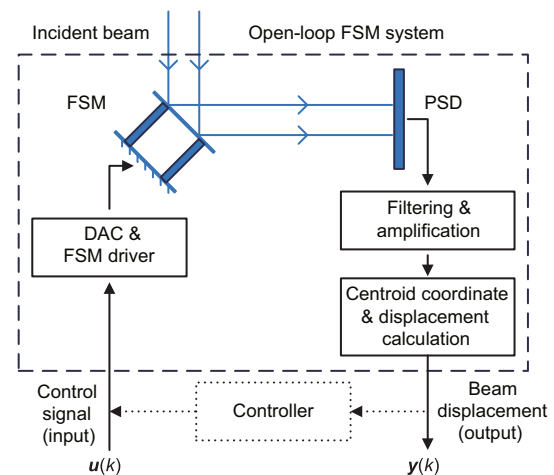 Incident beam
Open-loop FSM system
FSM
PSD
DAC &
FSM driver
Filtering &
amplification
Centroid coordinate
& displacement
calculation
Control
signal
(input)
Controller
Beam
displacement
(output)
u(k)
y(k)